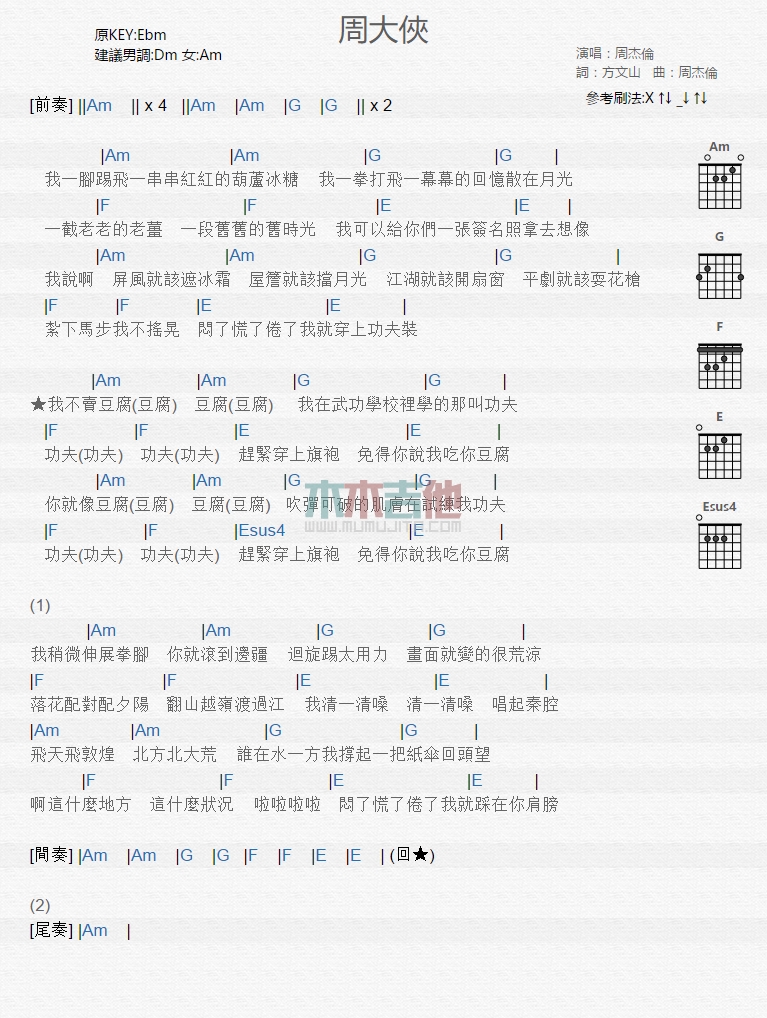 周大俠
原KEY:Ebm
建議男調:Dm 女:Am
演唱：周杰倫
詞：方文山 曲：周杰倫
參考刷法:X ↑↓ _↓ ↑↓
[前奏] ||Am || x 4 ||Am |Am |G |G || x 2
|Am |Am |G |G |
我一腳踢飛一串串紅紅的葫蘆冰糖 我一拳打飛一幕幕的回憶散在月光
|F |F |E |E |
一截老老的老薑 一段舊舊的舊時光 我可以給你們一張簽名照拿去想像
|Am |Am |G |G |
我說啊 屏風就該遮冰霜 屋簷就該擋月光 江湖就該開扇窗 平劇就該耍花槍
|F |F |E |E |
紮下馬步我不搖晃 悶了慌了倦了我就穿上功夫裝
|Am |Am |G |G |
★我不賣豆腐(豆腐) 豆腐(豆腐) 我在武功學校裡學的那叫功夫
|F |F |E |E |
功夫(功夫) 功夫(功夫) 趕緊穿上旗袍 免得你說我吃你豆腐
|Am |Am |G |G |
你就像豆腐(豆腐) 豆腐(豆腐) 吹彈可破的肌膚在試練我功夫
|F |F |Esus4 |E |
功夫(功夫) 功夫(功夫) 趕緊穿上旗袍 免得你說我吃你豆腐
(1)
|Am |Am |G |G |
我稍微伸展拳腳 你就滾到邊疆 迴旋踢太用力 畫面就變的很荒涼
|F |F |E |E |
落花配對配夕陽 翻山越嶺渡過江 我清一清嗓 清一清嗓 唱起秦腔
|Am |Am |G |G |
飛天飛敦煌 北方北大荒 誰在水一方我撐起一把紙傘回頭望
|F |F |E |E |
啊這什麼地方 這什麼狀況 啦啦啦啦 悶了慌了倦了我就踩在你肩膀
[間奏] |Am |Am |G |G |F |F |E |E | (回★)
(2)
[尾奏] |Am |
Am
G
F
E
Esus4
木木吉他
www.mumujita.com